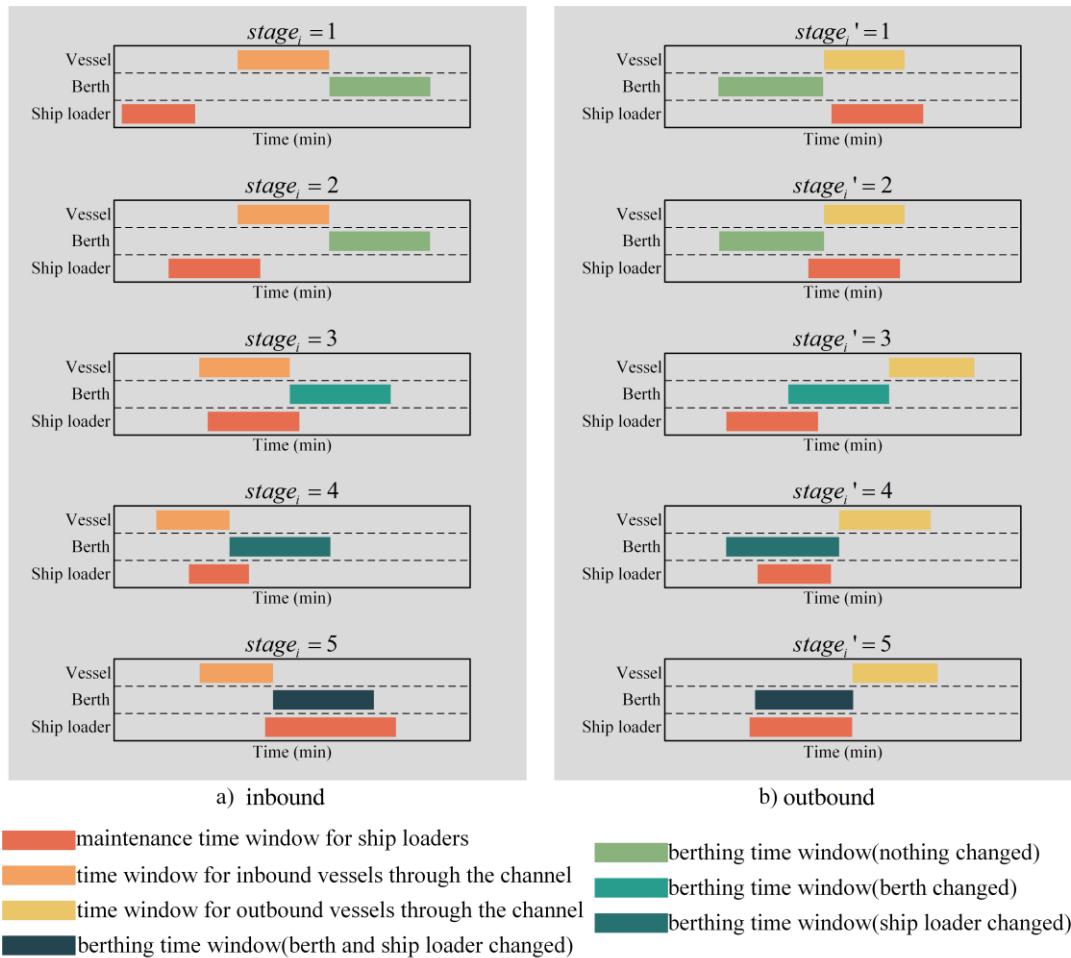 stage_i = 1
Vessel
Berth
Ship loader
Time (min)
stage_i = 2
Vessel
Berth
Ship loader
Time (min)
stage_i = 3
Vessel
Berth
Ship loader
Time (min)
stage_i = 4
Vessel
Berth
Ship loader
Time (min)
stage_i = 5
Vessel
Berth
Ship loader
Time (min)
a) inbound
stage_i ' = 1
Vessel
Berth
Ship loader
Time (min)
stage_i ' = 2
Vessel
Berth
Ship loader
Time (min)
stage_i ' = 3
Vessel
Berth
Ship loader
Time (min)
stage_i ' = 4
Vessel
Berth
Ship loader
Time (min)
stage_i ' = 5
Vessel
Berth
Ship loader
Time (min)
b) outbound
maintenance time window for ship loaders
time window for inbound vessels through the channel
time window for outbound vessels through the channel
berthing time window(berth and ship loader changed)
berthing time window(nothing changed)
berthing time window(berth changed)
berthing time window(ship loader changed)